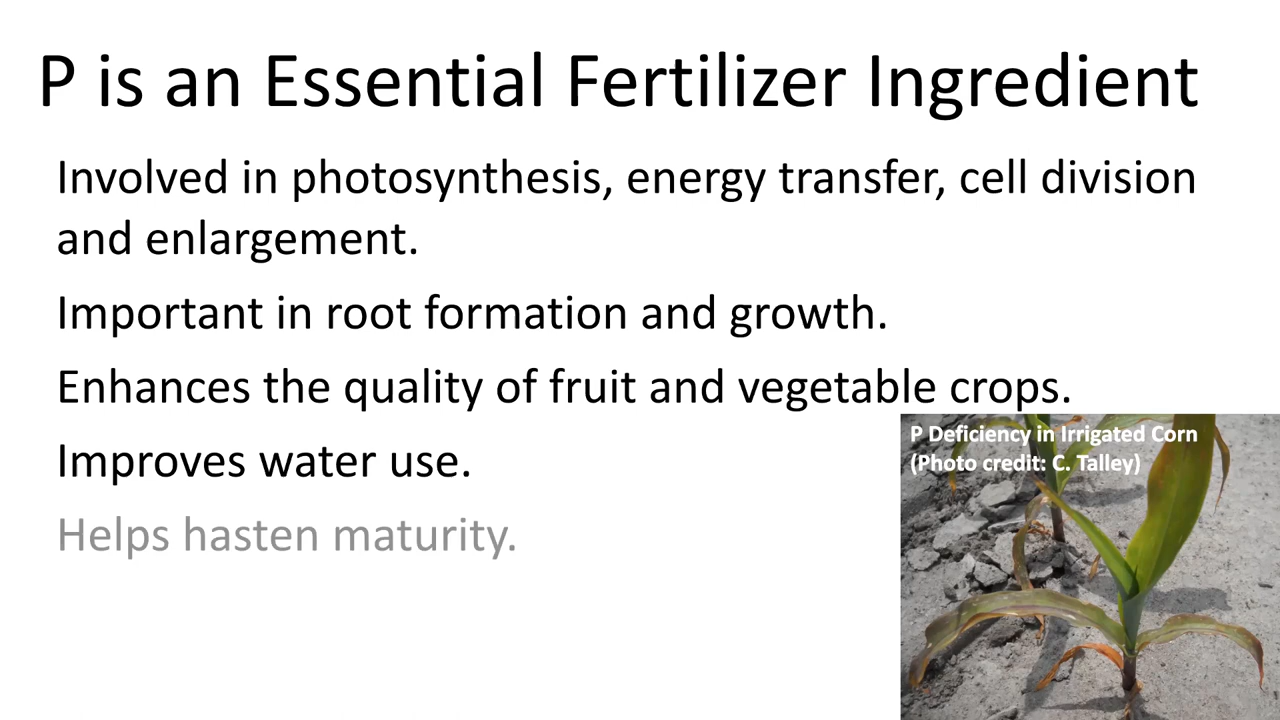 P is an Essential Fertilizer Ingredient
Involved in photosynthesis, energy transfer, cell division
and enlargement.
Important in root formation and growth.
Enhances the quality of fruit and vegetable crops.
Improves water use.
Helps hasten maturity.
P Deficiency in Irrigated Corn
(Photo credit: C. Talley)